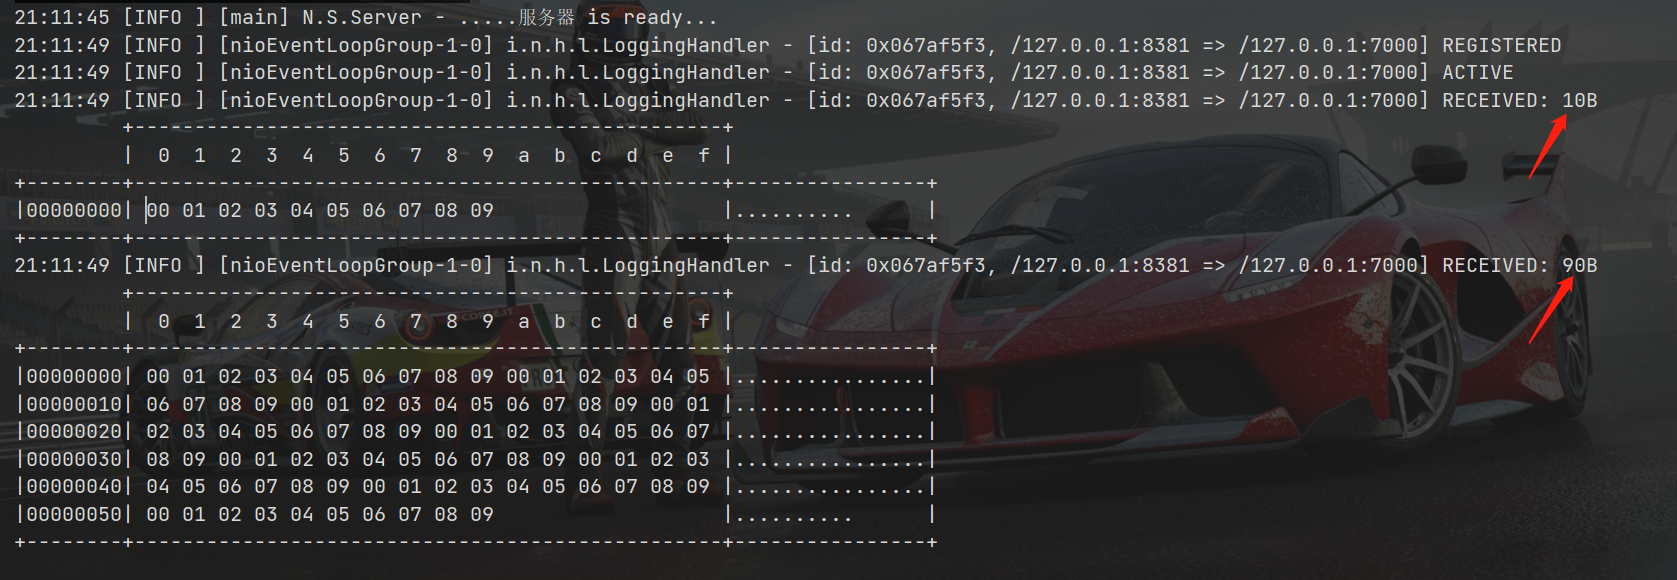 21:11:45 [INFO ] [main] N.S.Server - .....服务器 is ready...
21:11:49 [INFO ] [nioEventLoopGroup-1-0] i.n.h.l.LoggingHandler - [id: 0x067af5f3, /127.0.0.1:8381 => /127.0.0.1:7000] REGISTERED
21:11:49 [INFO ] [nioEventLoopGroup-1-0] i.n.h.l.LoggingHandler - [id: 0x067af5f3, /127.0.0.1:8381 => /127.0.0.1:7000] ACTIVE
21:11:49 [INFO ] [nioEventLoopGroup-1-0] i.n.h.l.LoggingHandler - [id: 0x067af5f3, /127.0.0.1:8381 => /127.0.0.1:7000] RECEIVED: 10B
         +-------------------------------------------------+
         |  0  1  2  3  4  5  6  7  8  9  a  b  c  d  e  f |
+--------+-------------------------------------------------+----------------+
|00000000| 00 01 02 03 04 05 06 07 08 09                   |..........      |
+--------+-------------------------------------------------+----------------+
21:11:49 [INFO ] [nioEventLoopGroup-1-0] i.n.h.l.LoggingHandler - [id: 0x067af5f3, /127.0.0.1:8381 => /127.0.0.1:7000] RECEIVED: 90B
         +-------------------------------------------------+
         |  0  1  2  3  4  5  6  7  8  9  a  b  c  d  e  f |
+--------+-------------------------------------------------+----------------+
|00000000| 00 01 02 03 04 05 06 07 08 09 00 01 02 03 04 05 |................|
|00000010| 06 07 08 09 00 01 02 03 04 05 06 07 08 09 00 01 |................|
|00000020| 02 03 04 05 06 07 08 09 00 01 02 03 04 05 06 07 |................|
|00000030| 08 09 00 01 02 03 04 05 06 07 08 09 00 01 02 03 |................|
|00000040| 04 05 06 07 08 09 00 01 02 03 04 05 06 07 08 09 |................|
|00000050| 00 01 02 03 04 05 06 07 08 09                   |..........      |
+--------+-------------------------------------------------+----------------+